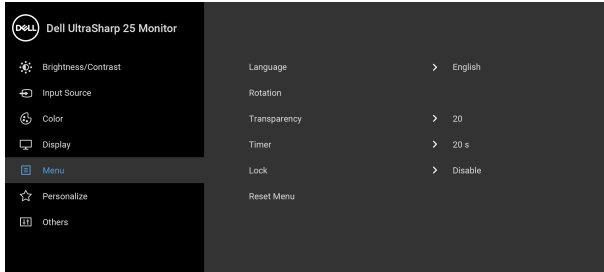 DELL Dell UltraSharp 25 Monitor
Brightness/Contrast
Language English
Input Source
Rotation
Color
Transparency 20
Display
Timer 20 s
Menu
Lock Disable
Personalize
Reset Menu
Others